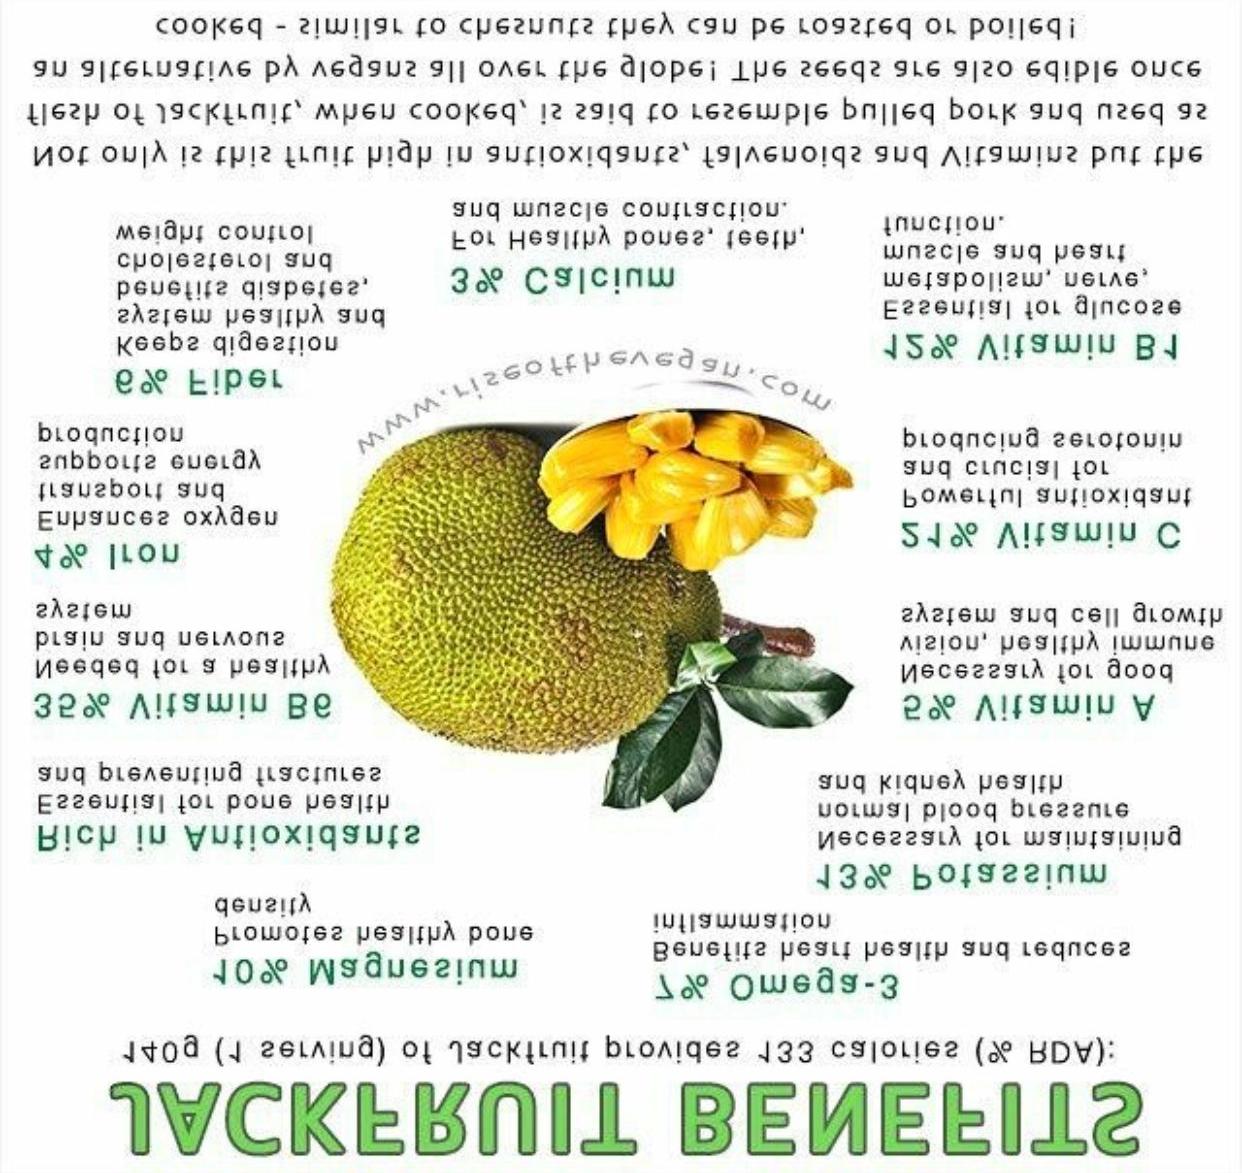 JACKFRUIT BENEFITS
140g (1 serving) of Jackfruit provides 133 calories (% RDA):
10% Magnesium
Promotes healthy bone
density
7% Omega-3
Benefits heart health and reduces
inflammation
Rich in Antioxidants
Essential for bone health
and preventing fractures
13% Potassium
Necessary for maintaining
normal blood pressure
and kidney health
35% Vitamin B6
Needed for a healthy
brain and nervous
system
5% Vitamin A
Necessary for good
vision, healthy immune
system and cell growth
4% Iron
Enhances oxygen
transport and
supports energy
production
21% Vitamin C
Powerful antioxidant
and crucial for
producing serotonin
www.riseofthevegan.com
6% Fiber
Keeps digestion
system healthy and
benefits diabetes,
cholesterol and
weight control
3% Calcium
For Healthy bones, teeth,
and muscle contraction.
12% Vitamin B1
Essential for glucose
metabolism, nerve,
muscle and heart
function.
Not only is this fruit high in antioxidants, falvenoids and Vitamins but the
flesh of Jackfruit, when cooked, is said to resemble pulled pork and used as
an alternative by vegans all over the globe! The seeds are also edible once
cooked - similar to chesnuts they can be roasted or boiled!